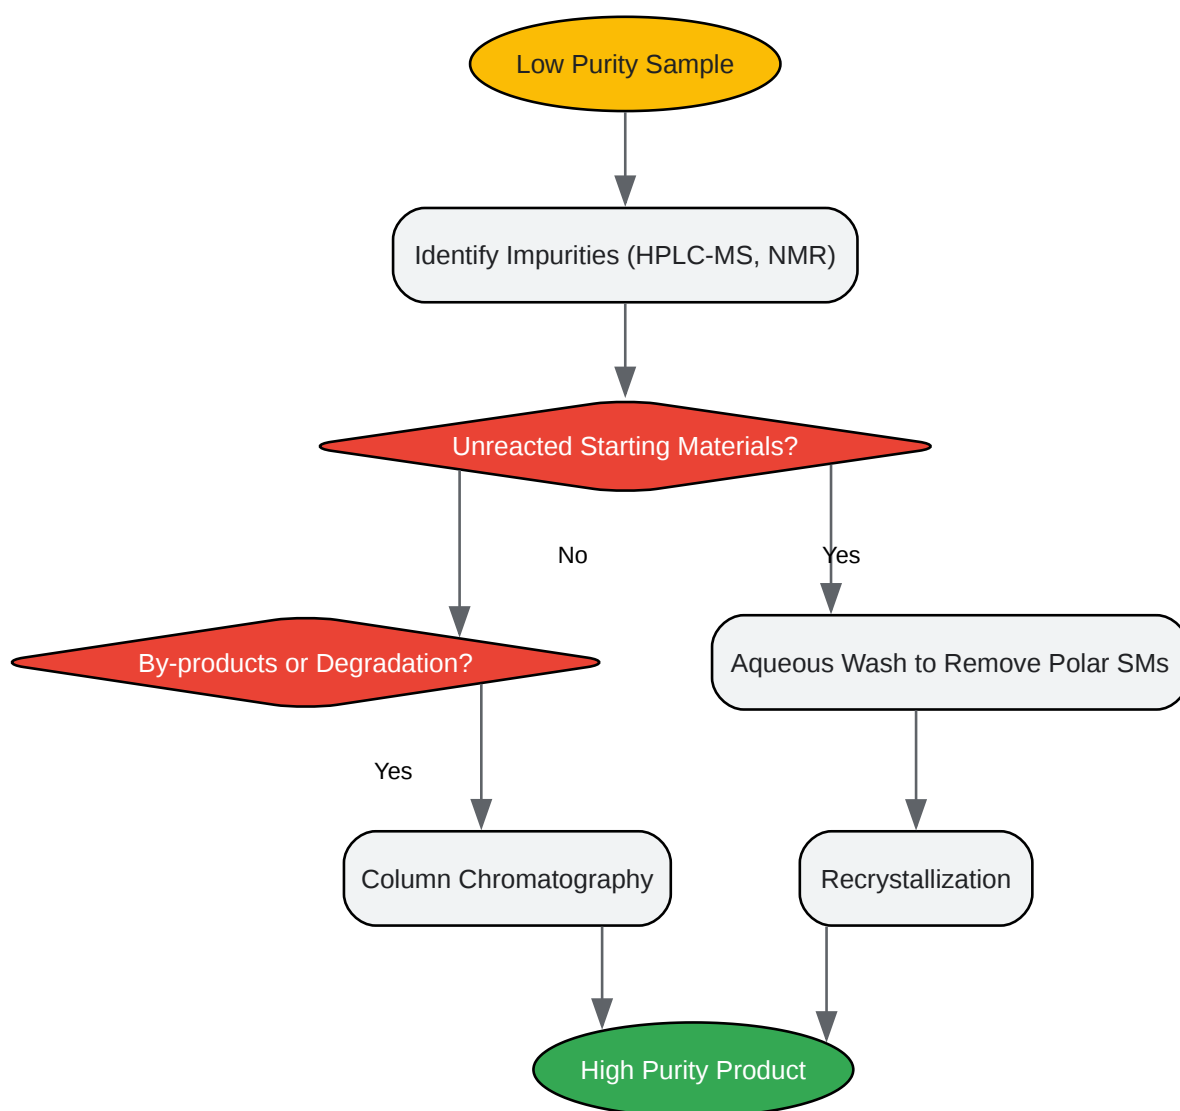 Low Purity Sample
Identify Impurities (HPLC-MS, NMR)
Unreacted Starting Materials?
No
Yes
By-products or Degradation?
Aqueous Wash to Remove Polar SMs
Yes
Column Chromatography
Recrystallization
High Purity Product